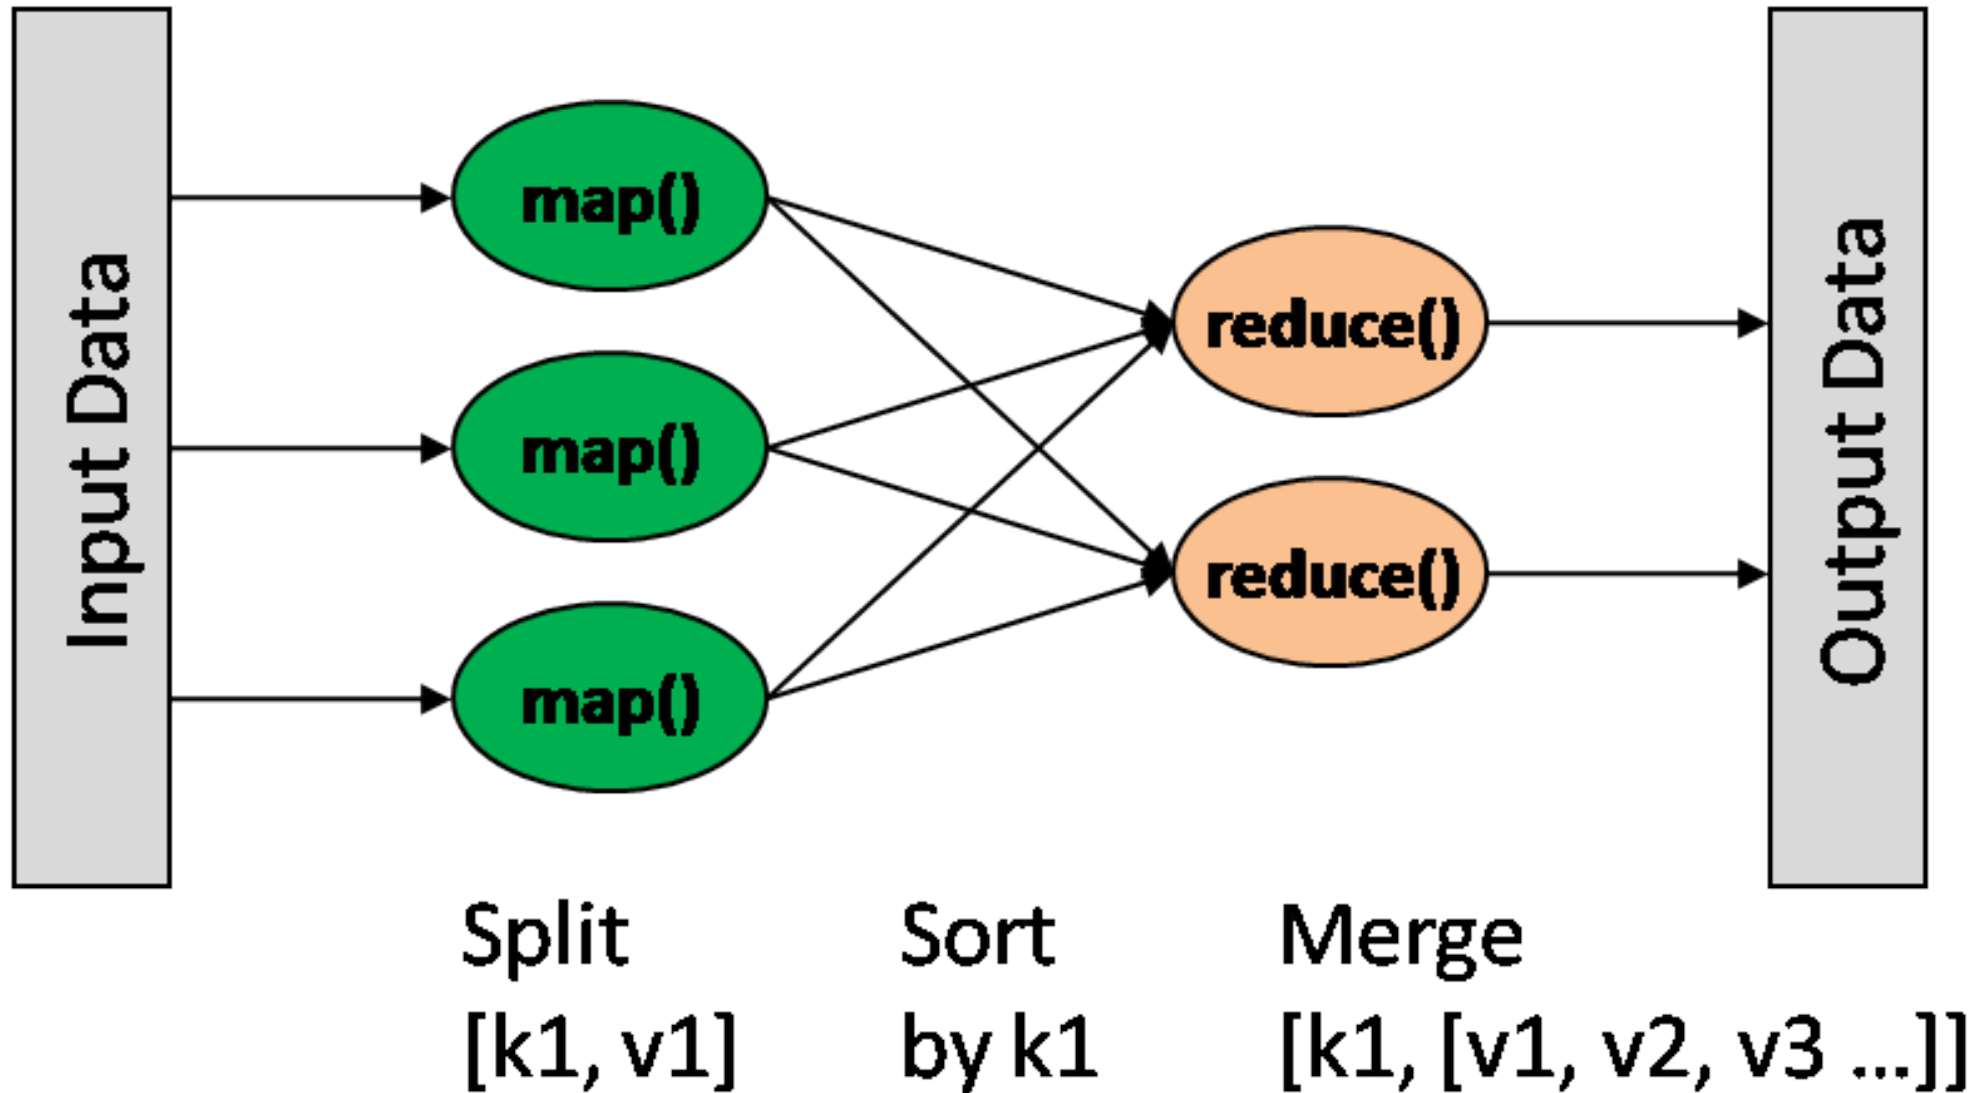 Input Data
map()
map()
map()
reduce()
reduce()
Output Data
Split
[k1, v1]
Sort
by k1
Merge
[k1, [v1, v2, v3 ...]]